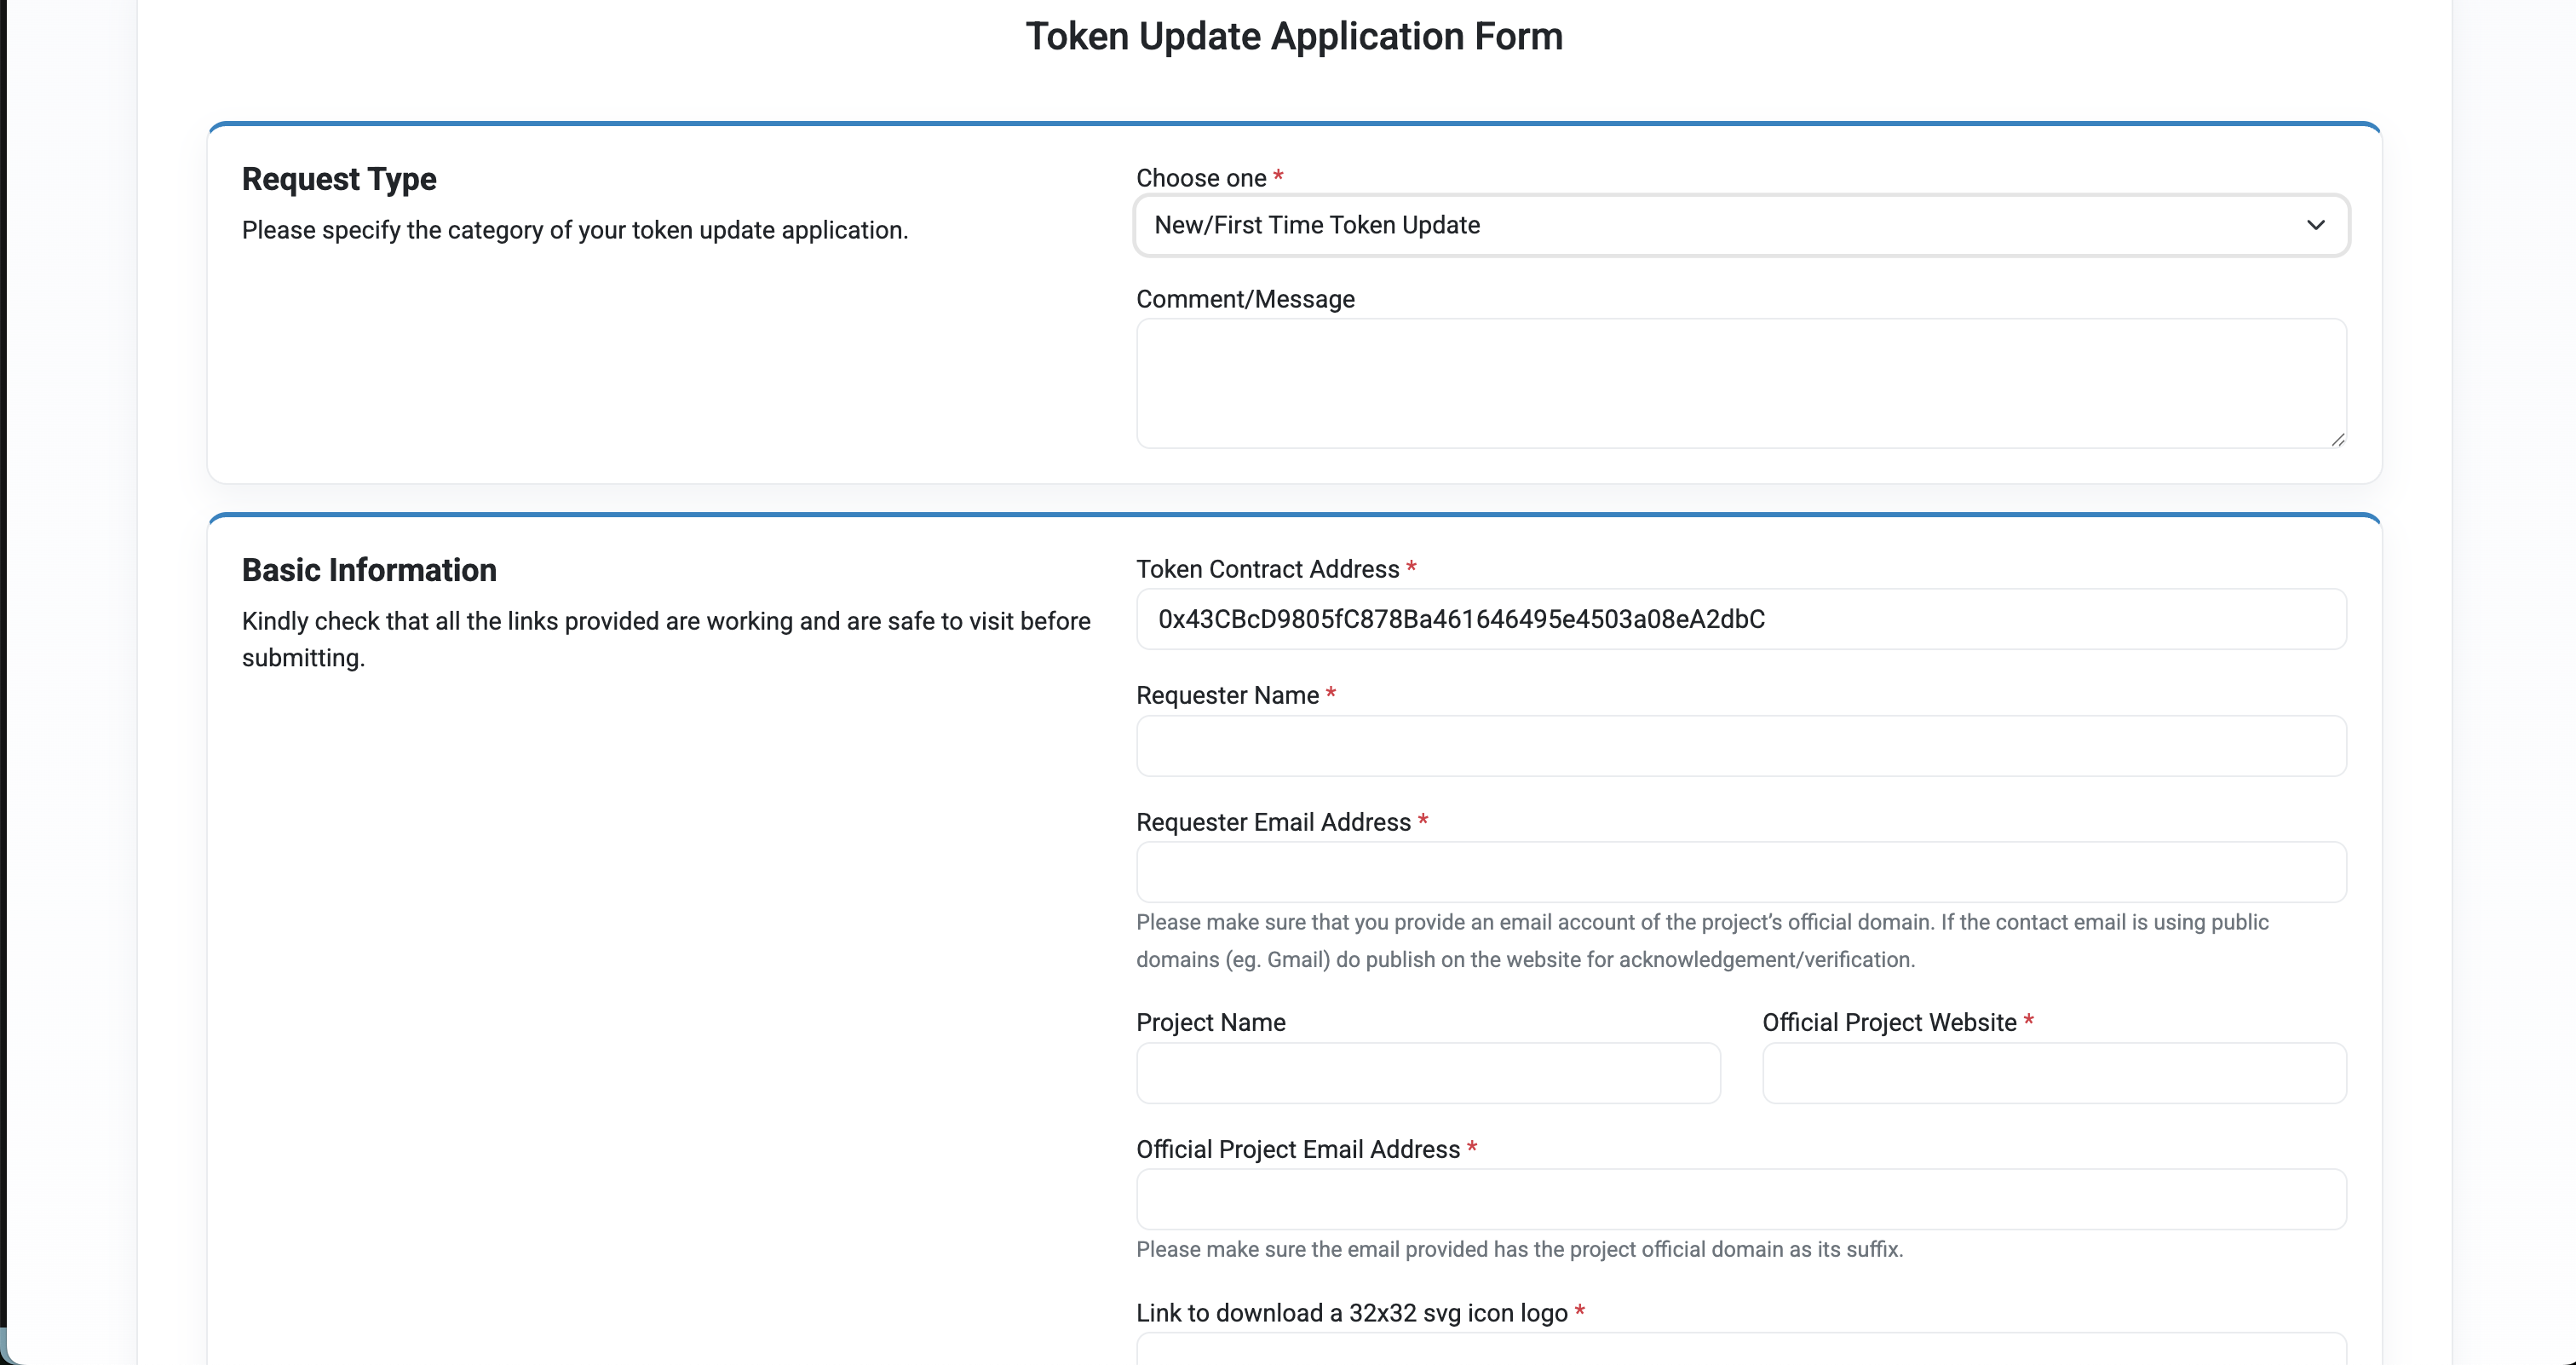 Token Update Application Form
Request Type
Please specify the category of your token update application.
Choose one *
New/First Time Token Update
Comment/Message
Basic Information
Kindly check that all the links provided are working and are safe to visit before
submitting.
Token Contract Address *
0x43CBcD9805fC878Ba461646495e4503a08eA2dbC
Requester Name *
Requester Email Address *
Please make sure that you provide an email account of the project’s official domain. If the contact email is using public
domains (eg. Gmail) do publish on the website for acknowledgement/verification.
Project Name
Official Project Website *
Official Project Email Address *
Please make sure the email provided has the project official domain as its suffix.
Link to download a 32x32 svg icon logo *